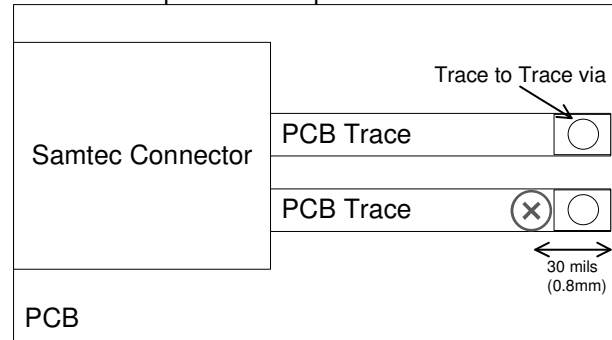 Trace to Trace via
PCB Trace
Samtec Connector
PCB Trace
30 mils
(0.8mm)
PCB